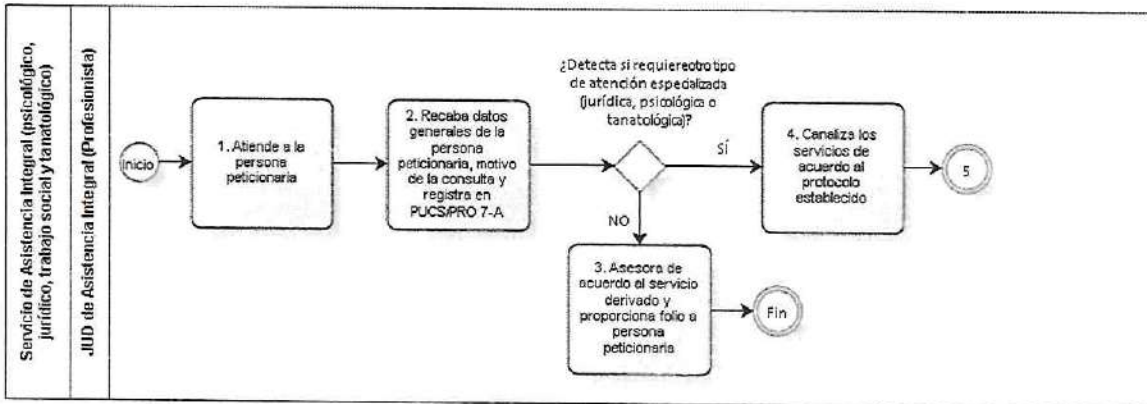 Servicio de Asistencia Integral (psicológico,
jurídico, trabajo social y tanatológico)
JUD de Asistencia Integral (Profesionista)
Inicio
1. Atiende a la
persona
peticionaria
2. Recaba datos
generales de la
persona
peticionaria, motivo
de la consulta y
registra en
PUCS/PRO 7-A
¿Detecta si requiereotro tipo
de atención especializada
(jurídica, psicológica o
tanatológica)?
SÍ
NO
4. Canaliza los
servicios de
acuerdo al
protocolo
establecido
5
3. Asesora de
acuerdo al servicio
derivado y
proporciona folio a
persona
peticionaria
Fin